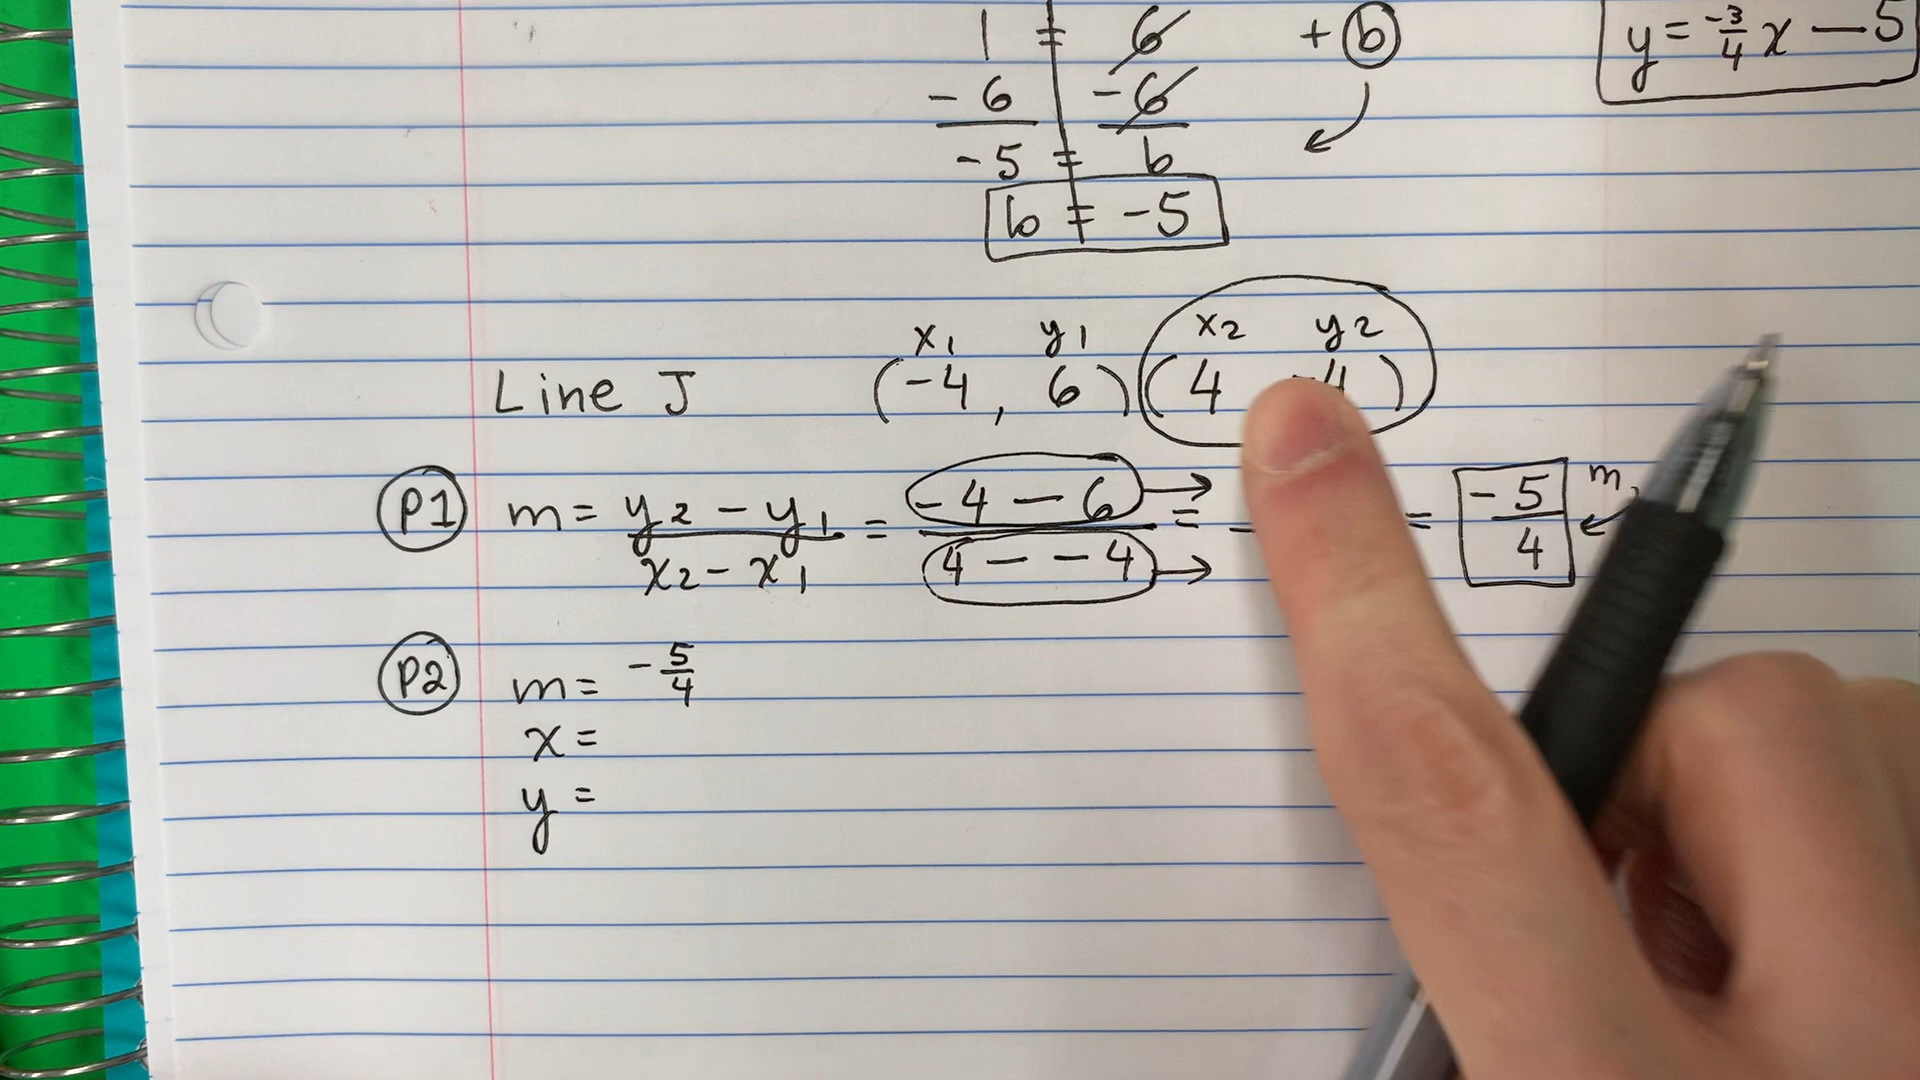 1 = 6 + b
- 6 - 6
- 5 = b
b = - 5
y = -3/4 x - 5
x1 y1 x2 y2
Line J (-4, 6) (4 -4)
P1 m = y2 - y1 / x2 - x1 = -4 - 6 / 4 - - 4 = = -5/4 m
P2 m = -5/4
x =
y =